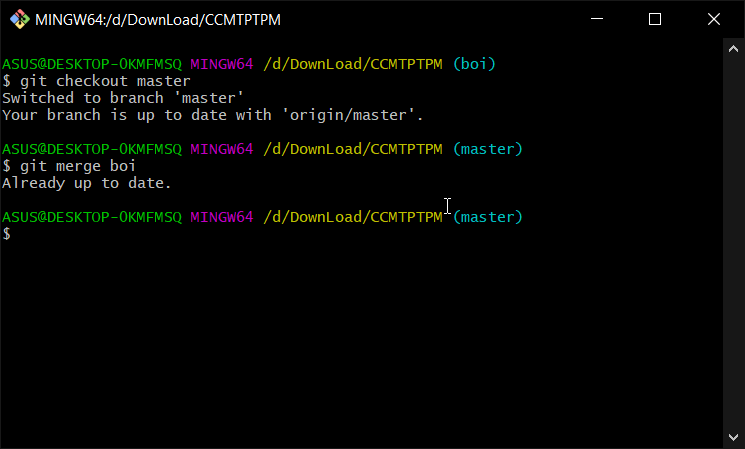 MINGW64:/d/DownLoad/CCMTPTPM
ASUS@DESKTOP-0KMFMSQ MINGW64 /d/DownLoad/CCMTPTPM (boi)
$ git checkout master
Switched to branch 'master'
Your branch is up to date with 'origin/master'.
ASUS@DESKTOP-0KMFMSQ MINGW64 /d/DownLoad/CCMTPTPM (master)
$ git merge boi
Already up to date.
ASUS@DESKTOP-0KMFMSQ MINGW64 /d/DownLoad/CCMTPTPM (master)
$